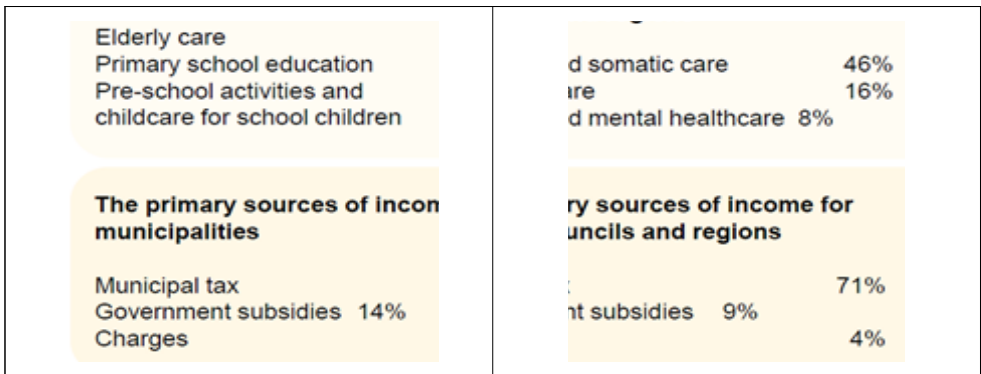 Elderly care
Primary school education
Pre-school activities and
childcare for school children
The primary sources of incom
municipalities
Municipal tax
Government subsidies 14%
Charges
d somatic care 46%
are 16%
d mental healthcare 8%
ry sources of income for
uncils and regions
71%
nt subsidies 9%
4%